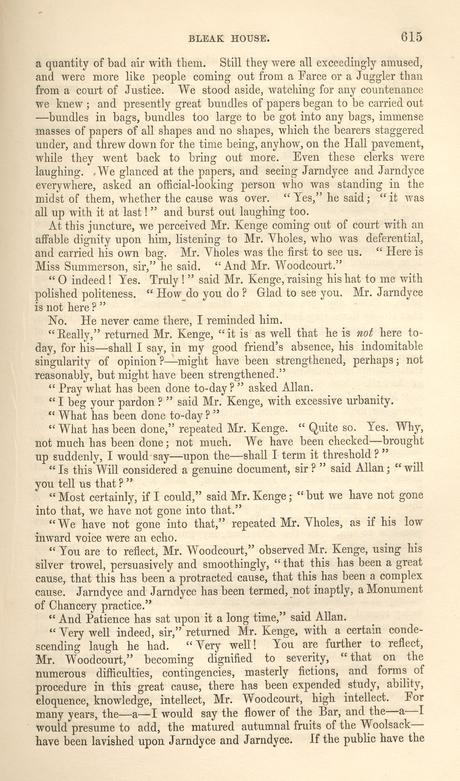 BLEAK HOUSE. 615
a quantity of bad air with them. Still they were all exceedingly amused,
and were more like people coming out from a Farce or a Juggler than
from a court of Justice. We stood aside, watching for any countenance
we knew; and presently great bundles of papers began to be carried out
—bundles in bags, bundles too large to be got into any bags, immense
masses of papers of all shapes and no shapes, which the bearers staggered
under, and threw down for the time being, anyhow, on the Hall pavement,
while they went back to bring out more. Even these clerks were
laughing. We glanced at the papers, and seeing Jarndyce and Jarndyce
everywhere, asked an official-looking person who was standing in the
midst of them, whether the cause was over. “Yes,” he said; “it was
all up with it at last!” and burst out laughing too.
At this juncture, we perceived Mr. Kenge coming out of court with an
affable dignity upon him, listening to Mr. Vholes, who was deferential,
and carried his own bag. Mr. Vholes was the first to see us. “Here is
Miss Summerson, sir,” he said. “And Mr. Woodcourt.”
“O indeed! Yes. Truly!” said Mr. Kenge, raising his hat to me with
polished politeness. “How do you do? Glad to see you. Mr. Jarndyce
is not here?”
No. He never came there, I reminded him.
“Really,” returned Mr. Kenge, “it is as well that he is not here to-
day, for his—shall I say, in my good friend’s absence, his indomitable
singularity of opinion?—might have been strengthened, perhaps; not
reasonably, but might have been strengthened.”
“Pray what has been done to-day?” asked Allan.
“I beg your pardon?” said Mr. Kenge, with excessive urbanity.
“What has been done to-day?”
“What has been done,” repeated Mr. Kenge. “Quite so. Yes. Why,
not much has been done; not much. We have been checked—brought
up suddenly, I would say—upon the—shall I term it threshold?”
“Is this Will considered a genuine document, sir?” said Allan; “will
you tell us that?”
“Most certainly, if I could,” said Mr. Kenge; “but we have not gone
into that, we have not gone into that.”
“We have not gone into that,” repeated Mr. Vholes, as if his low
inward voice were an echo.
“You are to reflect, Mr. Woodcourt,” observed Mr. Kenge, using his
silver trowel, persuasively and smoothingly, “that this has been a great
cause, that this has been a protracted cause, that this has been a complex
cause. Jarndyce and Jarndyce has been termed, not inaptly, a Monument
of Chancery practice.”
“And Patience has sat upon it a long time,” said Allan.
“Very well indeed, sir,” returned Mr. Kenge, with a certain conde-
scending laugh he had. “Very well! You are further to reflect,
Mr. Woodcourt,” becoming dignified to severity, “that on the
numerous difficulties, contingencies, masterly fictions, and forms of
procedure in this great cause, there has been expended study, ability,
eloquence, knowledge, intellect, Mr. Woodcourt, high intellect. For
many years, the—a—I would say the flower of the Bar, and the—a—I
would presume to add, the matured autumnal fruits of the Woolsack—
have been lavished upon Jarndyce and Jarndyce. If the public have the